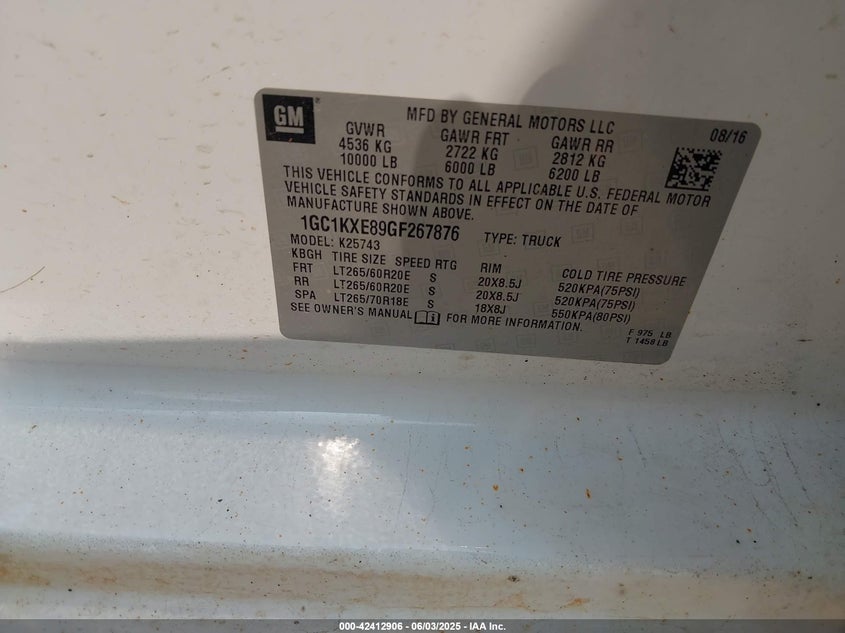 GM
MFD BY GENERAL MOTORS LLC
08/16
GVWR GAWR FRT GAWR RR
4536 KG 2722 KG 2812 KG
10000 LB 6000 LB 6200 LB
THIS VEHICLE CONFORMS TO ALL APPLICABLE U.S. FEDERAL MOTOR
VEHICLE SAFETY STANDARDS IN EFFECT ON THE DATE OF
MANUFACTURE SHOWN ABOVE.
1GC1KXE89GF267876 TYPE: TRUCK
MODEL: K25743
KBGH TIRE SIZE SPEED RTG RIM COLD TIRE PRESSURE
FRT LT265/60R20E S 20X8.5J 520KPA(75PSI)
RR LT265/60R20E S 20X8.5J 520KPA(75PSI)
SPA LT265/70R18E S 18X8J 550KPA(80PSI)
SEE OWNER'S MANUAL FOR MORE INFORMATION.
F 975 LB
T 1458 LB
000-42412906 - 06/03/2025 - IAA Inc.